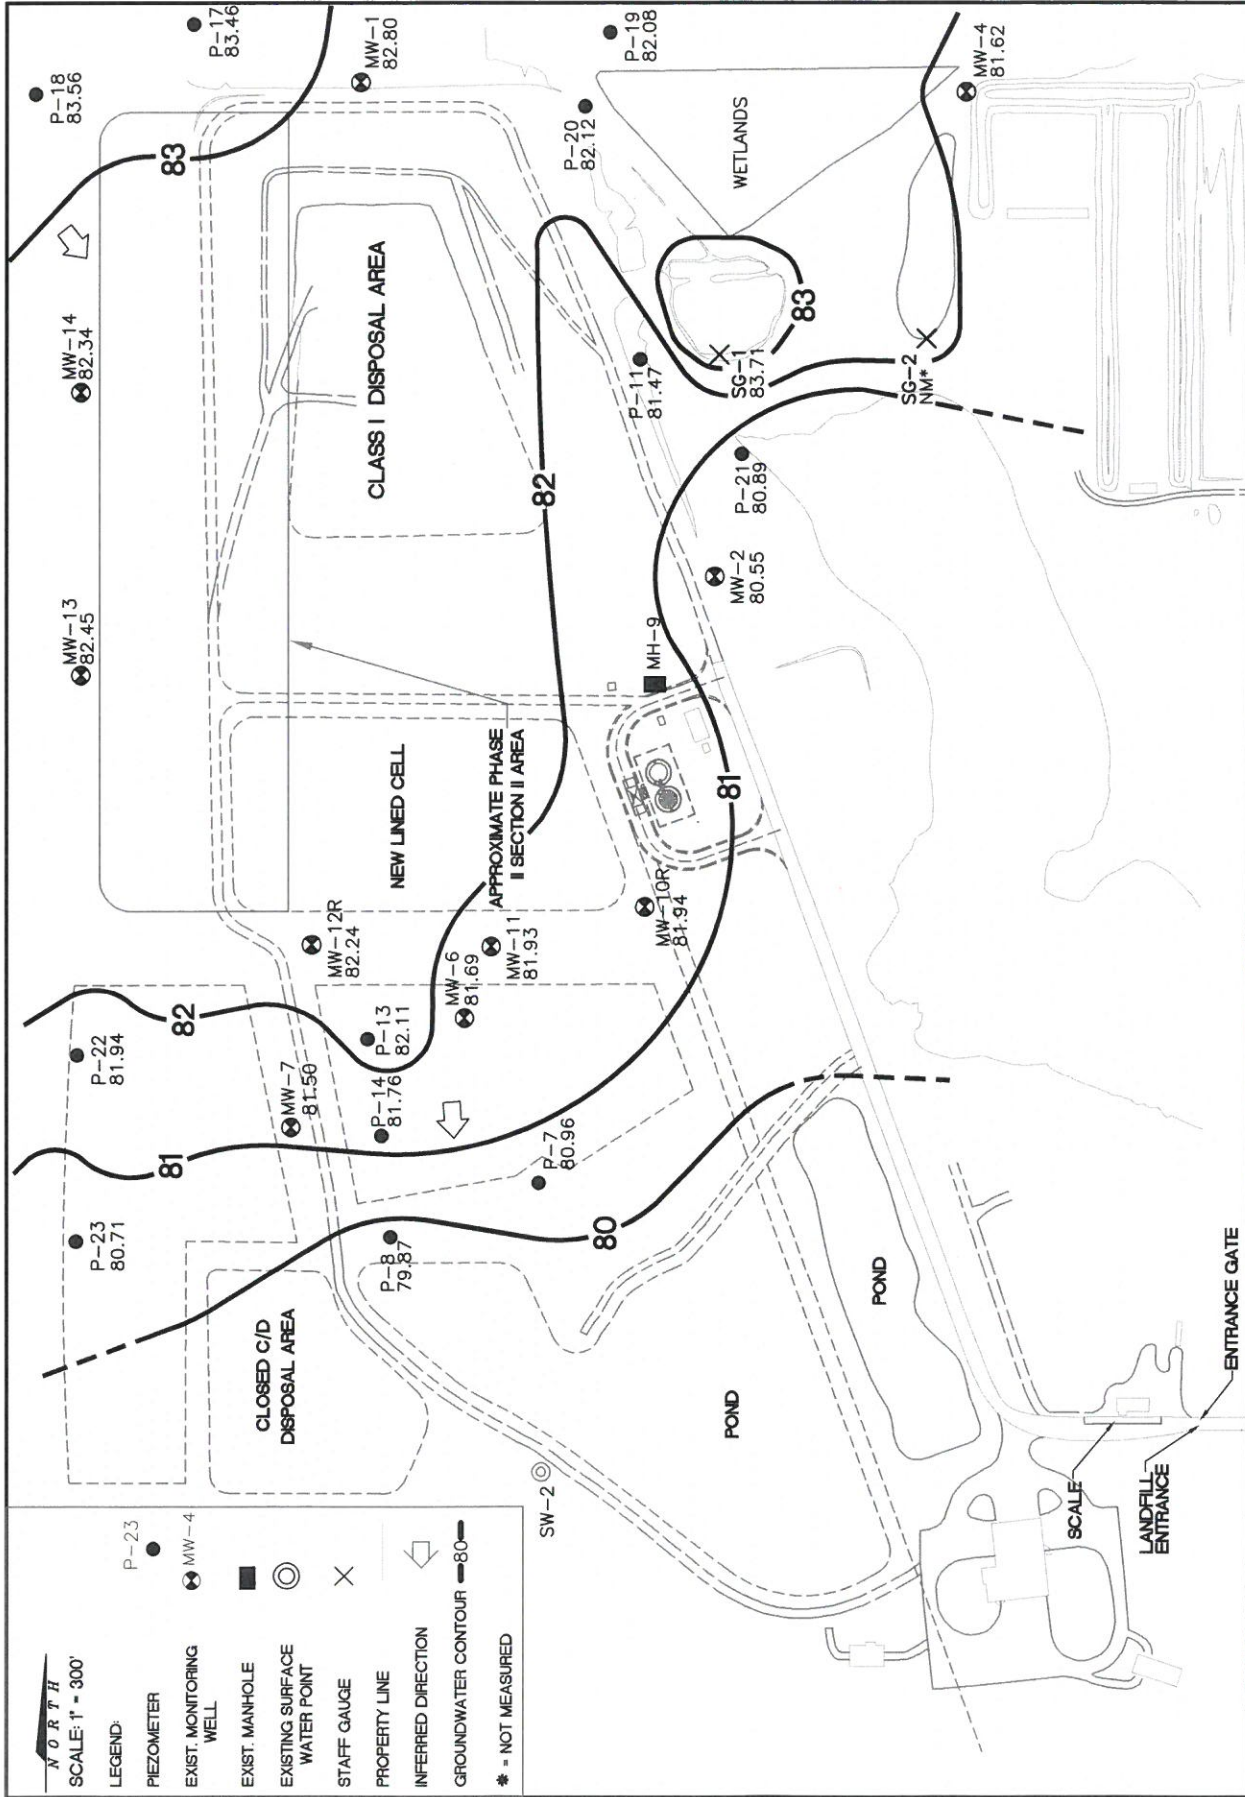 NORTH
SCALE: 1" = 300'
LEGEND:
PIEZOMETER
P-23
EXIST. MONITORING
WELL
MW-4
EXIST. MANHOLE
EXISTING SURFACE
WATER POINT
STAFF GAUGE
PROPERTY LINE
INFERRED DIRECTION
GROUNDWATER CONTOUR
80
* = NOT MEASURED
P-18
83.56
P-17
83.46
MW-1
82.80
83
MW-14
82.34
MW-13
82.45
CLASS I DISPOSAL AREA
P-19
82.08
P-20
82.12
WETLANDS
MW-4
81.62
83
SG-1
83.71
SG-2
NM*
P-11
81.47
82
P-21
80.89
MW-2
80.55
MH-9
81
NEW LINED CELL
APPROXIMATE PHASE
II SECTION II AREA
MW-12R
82.24
MW-11
81.93
MW-10R
81.94
MW-6
81.69
82
P-22
81.94
P-13
82.11
MW-7
81.50
P-14
81.76
81
P-7
80.96
P-23
80.71
P-8
79.87
80
CLOSED C/D
DISPOSAL AREA
SW-2
POND
POND
SCALE
LANDFILL
ENTRANCE
ENTRANCE GATE